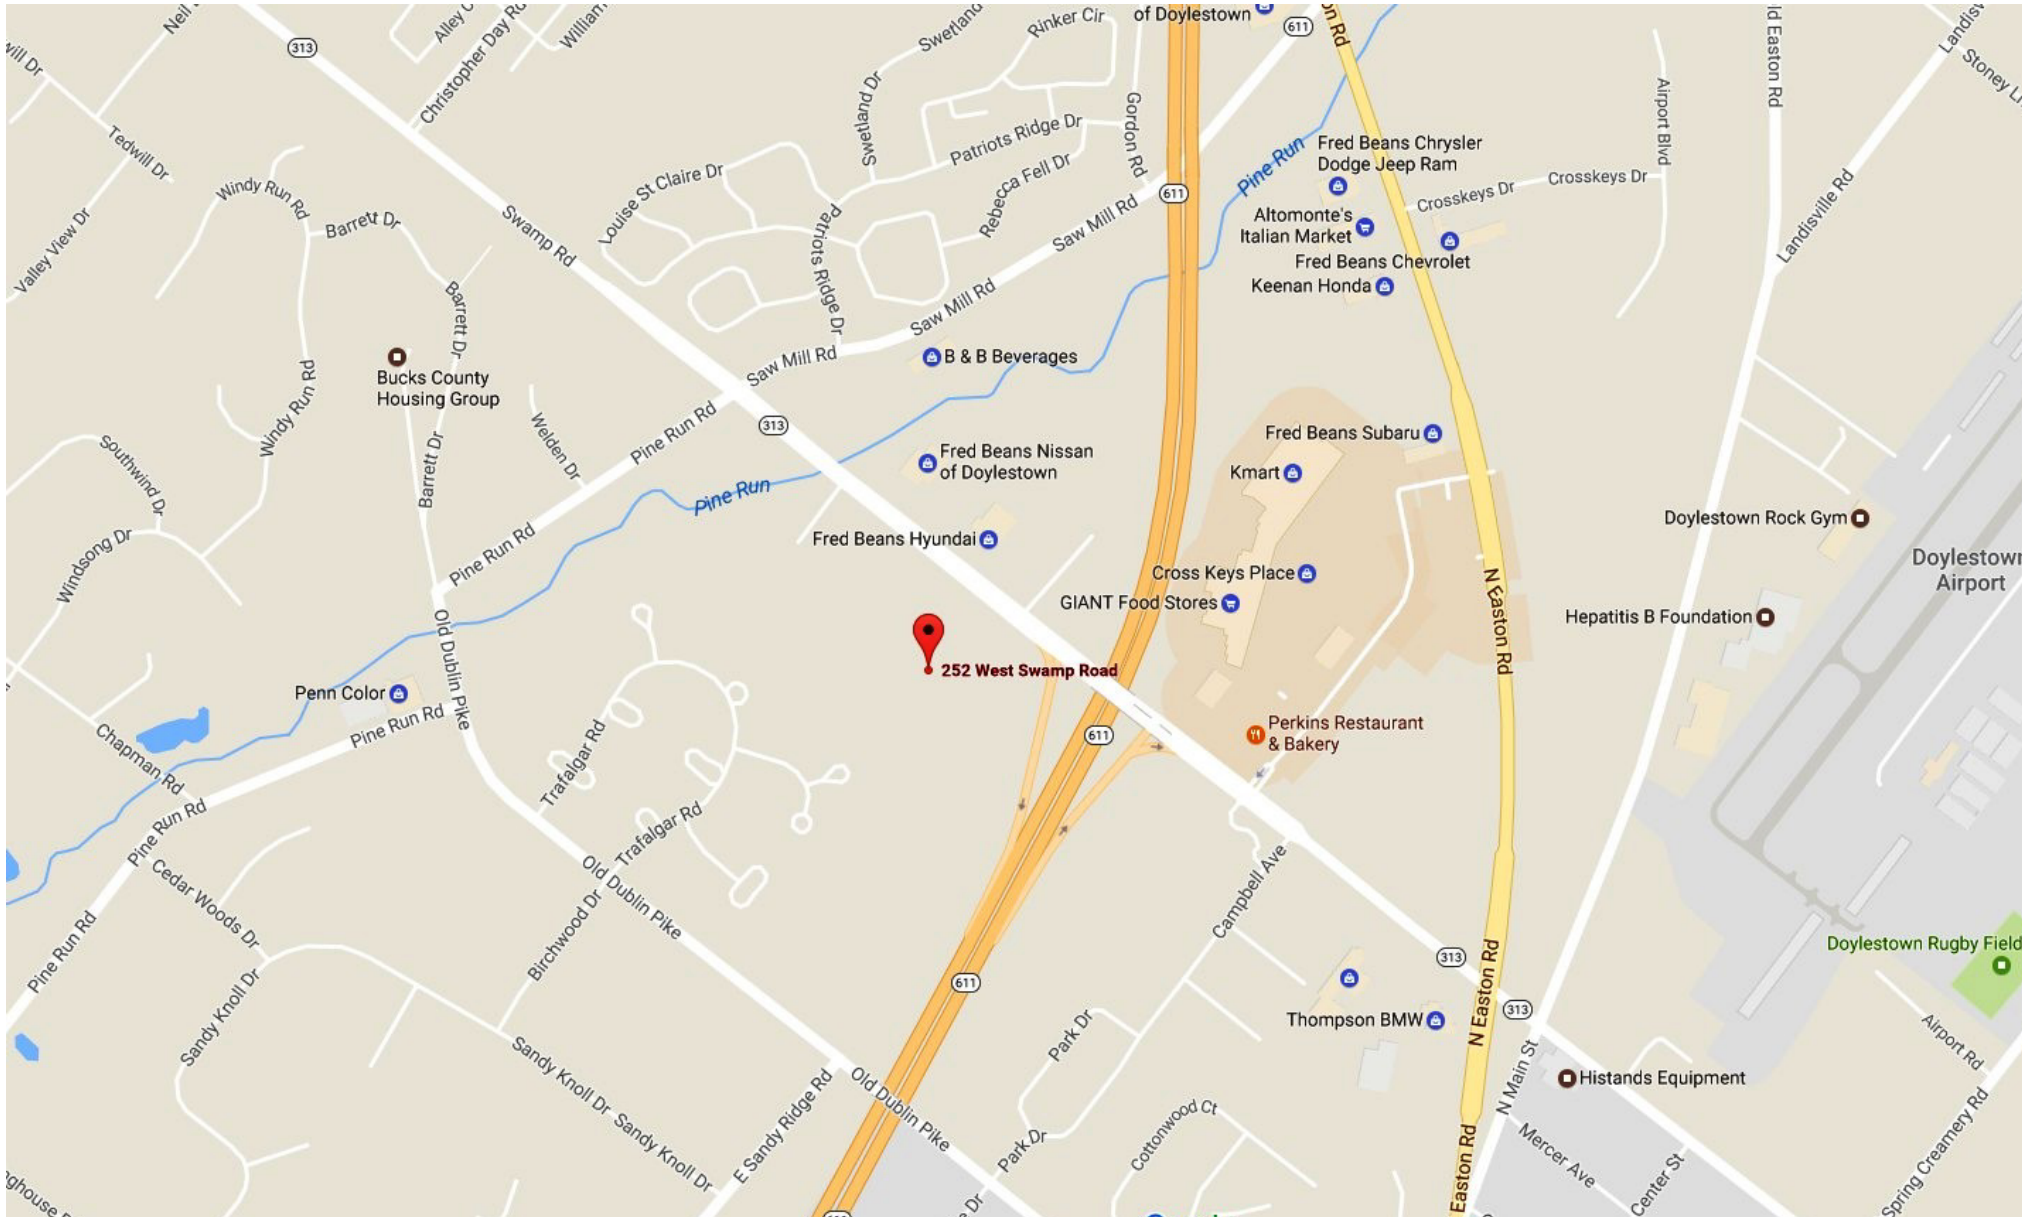 of Doylestown
611
313
Neil
Alley
Christopher Day Rd
William
will Dr
Tedwill Dr
Valley View Dr
Windy Run Rd
Barrett Dr
Barrett Dr
Windy Run Rd
Barrett Dr
Swamp Rd
Swetland
Rinker Cir
Swetland Dr
Patriots Ridge Dr
Gordon Rd
Rebecca Fell Dr
Louise St Claire Dr
Patriots Ridge Dr
Saw Mill Rd
Saw Mill Rd
Saw Mill Rd
611
Pine Run
on Rd
Fred Beans Chrysler
Dodge Jeep Ram
Altomonte's
Italian Market
Fred Beans Chevrolet
Keenan Honda
Crosskeys Dr
Crosskeys Dr
Airport Blvd
ld Easton Rd
Landisville Rd
Landisv
Stoney L
Bucks County
Housing Group
B & B Beverages
Southwind Dr
Windsong Dr
Welden Dr
Pine Run Rd
313
Pine Run
Fred Beans Nissan
of Doylestown
Fred Beans Subaru
Kmart
Fred Beans Hyundai
Pine Run Rd
Doylestown Rock Gym
Doylestown
Airport
Cross Keys Place
GIANT Food Stores
N Easton Rd
Hepatitis B Foundation
252 West Swamp Road
Old Dublin Pike
Penn Color
Pine Run Rd
Chapman Rd
Trafalgar Rd
611
Perkins Restaurant
& Bakery
Pine Run Rd
Trafalgar Rd
Cedar Woods Dr
Old Dublin Pike
Birchwood Dr
Campbell Ave
Pine Run Rd
Sandy Knoll Dr
611
313
N Easton Rd
313
Doylestown Rugby Field
Thompson BMW
Park Dr
Airport Rd
Sandy Knoll Dr
Sandy Knoll Dr
E Sandy Ridge Rd
Old Dublin Pike
Park Dr
Cottonwood Ct
N Main St
Histands Equipment
Mercer Ave
Center St
Easton Rd
Spring Creamery Rd
ghouse
e Dr